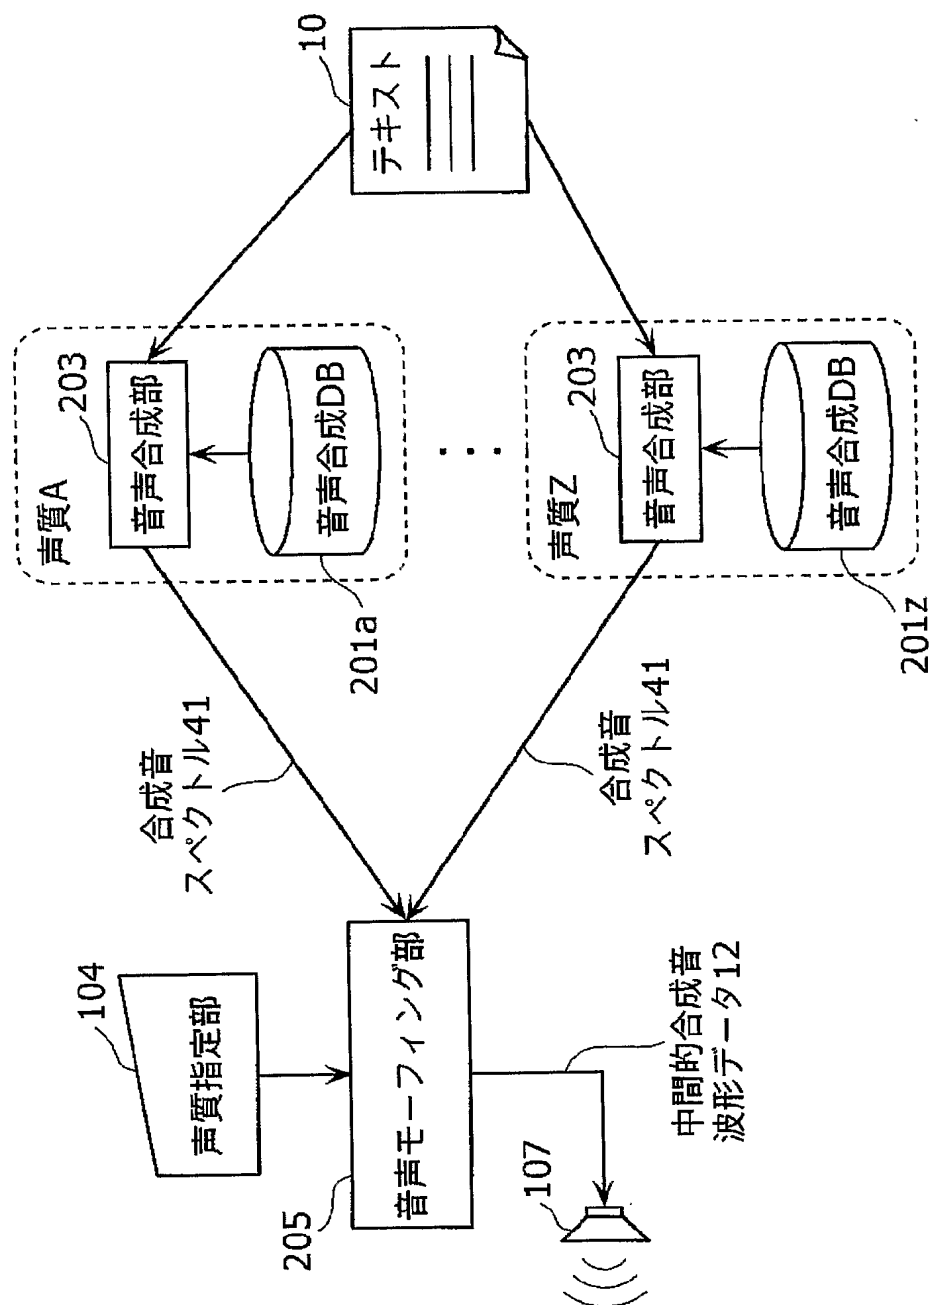 10
テキスト
声質A
203
音声合成部
音声合成DB
201a
・・・
声質Z
203
音声合成部
音声合成DB
201z
合成音
スペクトル41
合成音
スペクトル41
104
声質指定部
音声モーフィング部
205
中間的合成音
波形データ12
107